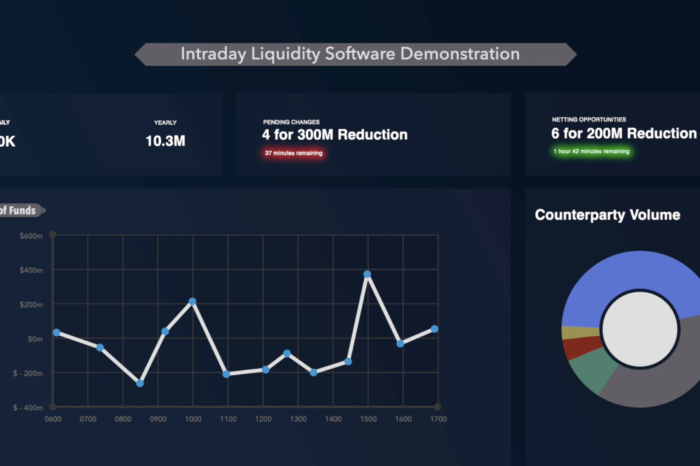 Intraday Liquidity Software Demonstration
YEARLY
10.3M
PENDING CHANGES
4 for 300M Reduction
37 minutes remaining
NETTING OPPORTUNITIES
6 for 200M Reduction
1 hour 42 minutes remaining
of Funds
$600m
$400m
$200m
$0m
$ - 200m
$ - 400m
0600 0700 0800 0900 1000 1100 1200 1300 1400 1500 1600 1700
Counterparty Volume